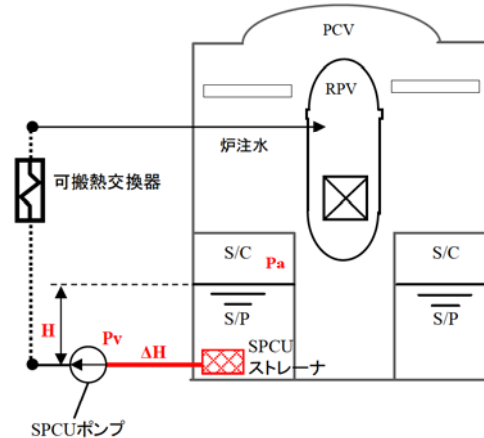 PCV
RPV
炉注水
可搬熱交換器
S/C
Pa
S/C
S/P
S/P
H
Pv
ΔH
SPCU
ストレーナ
SPCUポンプ